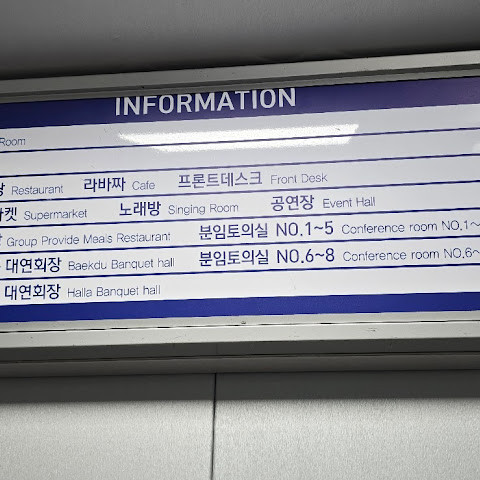 INFORMATION
Room
Restaurant 라바짜 Cafe 프론트데스크 Front Desk
켓 Supermarket 노래방 Singing Room 공연장 Event Hall
Group Provide Meals Restaurant 분임토의실 NO.1~5 Conference room NO.1~
대연회장 Baekdu Banquet hall 분임토의실 NO.6~8 Conference room NO.6~
대연회장 Halla Banquet hall